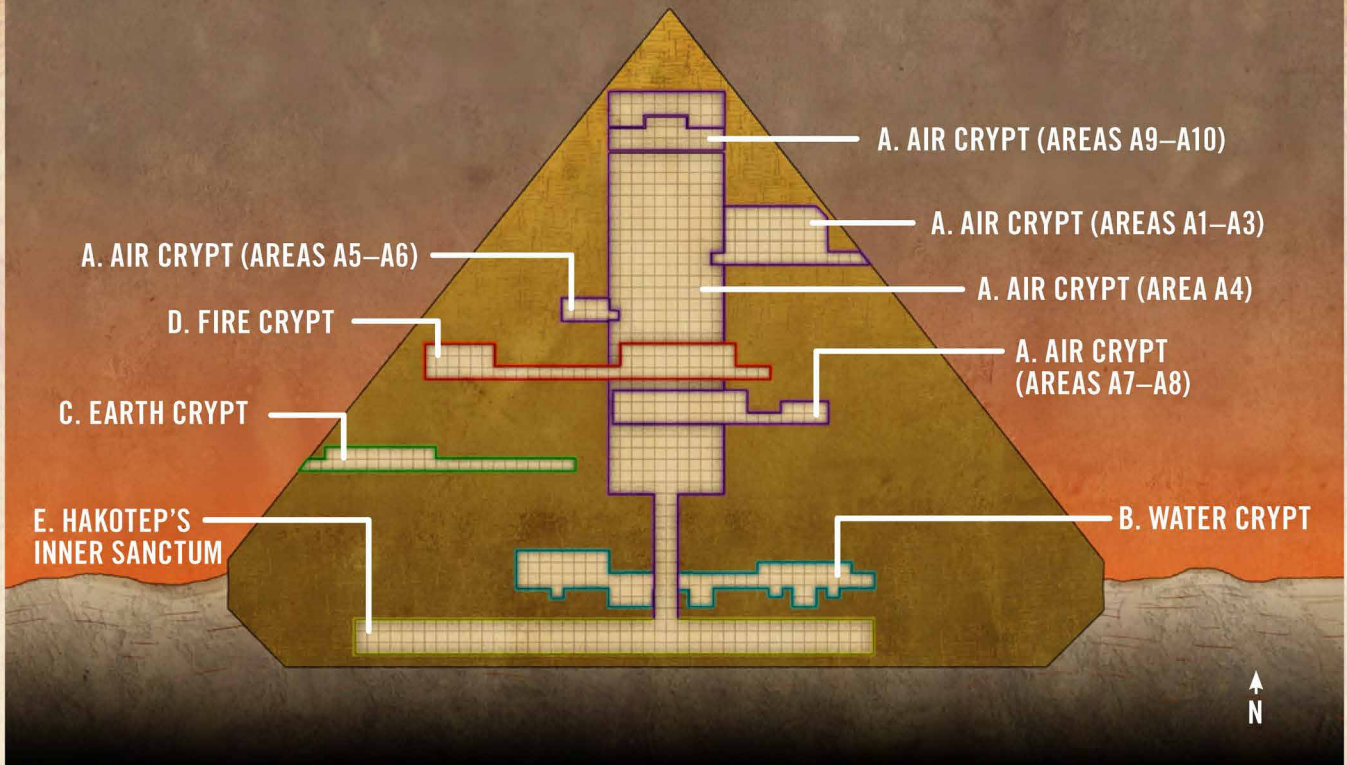 A. AIR CRYPT (AREAS A9–A10)
A. AIR CRYPT (AREAS A1–A3)
A. AIR CRYPT (AREAS A5–A6)
A. AIR CRYPT (AREA A4)
D. FIRE CRYPT
A. AIR CRYPT
(AREAS A7–A8)
C. EARTH CRYPT
E. HAKOTEP'S
INNER SANCTUM
B. WATER CRYPT
N